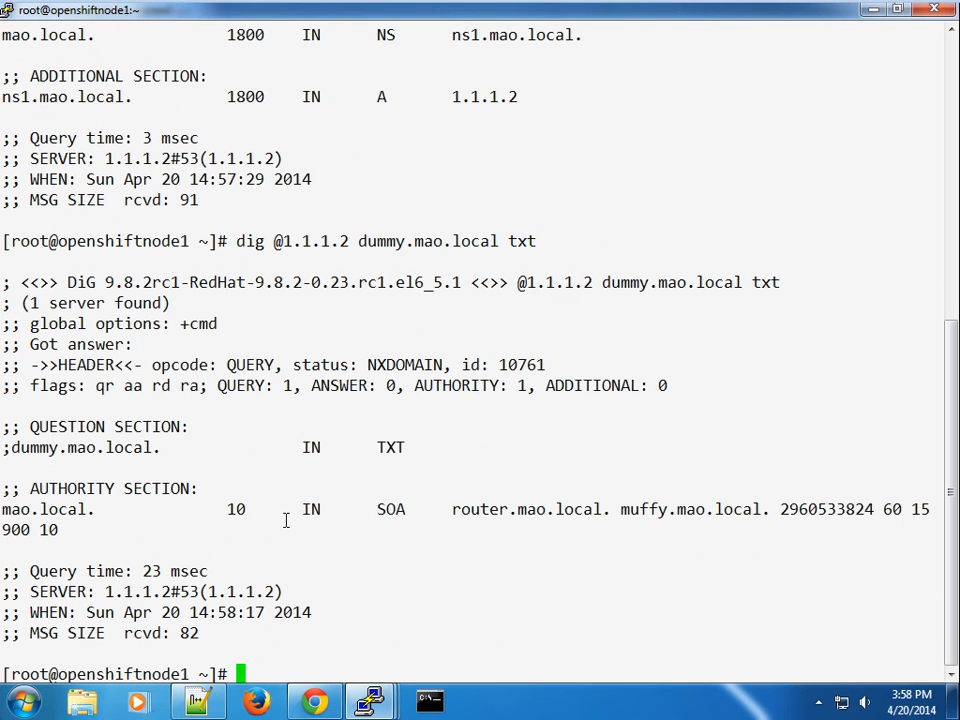 root@openshiftnode1:~
mao.local. 1800 IN NS ns1.mao.local.
;; ADDITIONAL SECTION:
ns1.mao.local. 1800 IN A 1.1.1.2
;; Query time: 3 msec
;; SERVER: 1.1.1.2#53(1.1.1.2)
;; WHEN: Sun Apr 20 14:57:29 2014
;; MSG SIZE rcvd: 91
[root@openshiftnode1 ~]# dig @1.1.1.2 dummy.mao.local txt
; <<>> DiG 9.8.2rc1-RedHat-9.8.2-0.23.rc1.el6_5.1 <<>> @1.1.1.2 dummy.mao.local txt
; (1 server found)
;; global options: +cmd
;; Got answer:
;; ->>HEADER<<- opcode: QUERY, status: NXDOMAIN, id: 10761
;; flags: qr aa rd ra; QUERY: 1, ANSWER: 0, AUTHORITY: 1, ADDITIONAL: 0
;; QUESTION SECTION:
;dummy.mao.local. IN TXT
;; AUTHORITY SECTION:
mao.local. 10 IN SOA router.mao.local. muffy.mao.local. 2960533824 60 15
900 10
;; Query time: 23 msec
;; SERVER: 1.1.1.2#53(1.1.1.2)
;; WHEN: Sun Apr 20 14:58:17 2014
;; MSG SIZE rcvd: 82
[root@openshiftnode1 ~]#
3:58 PM
4/20/2014